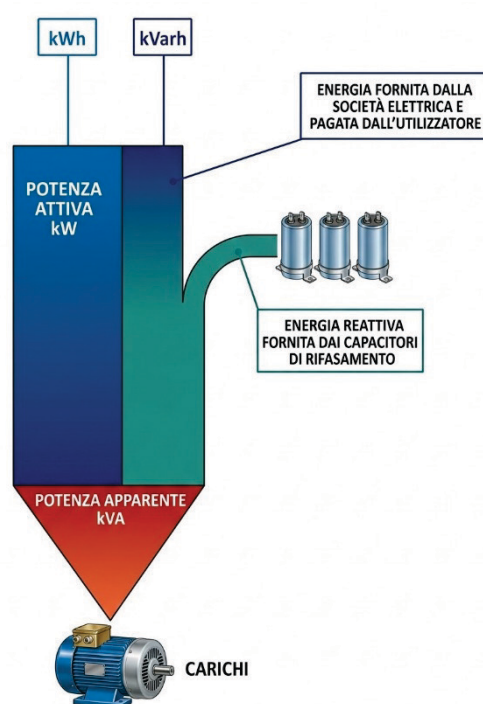 kWh
kVarh
ENERGIA FORNITA DALLA
SOCIETÀ ELETTRICA E
PAGATA DALL'UTILIZZATORE
POTENZA
ATTIVA
kW
ENERGIA REATTIVA
FORNITA DAI CAPACITORI
DI RIFASAMENTO
POTENZA APPARENTE
kVA
CARICHI